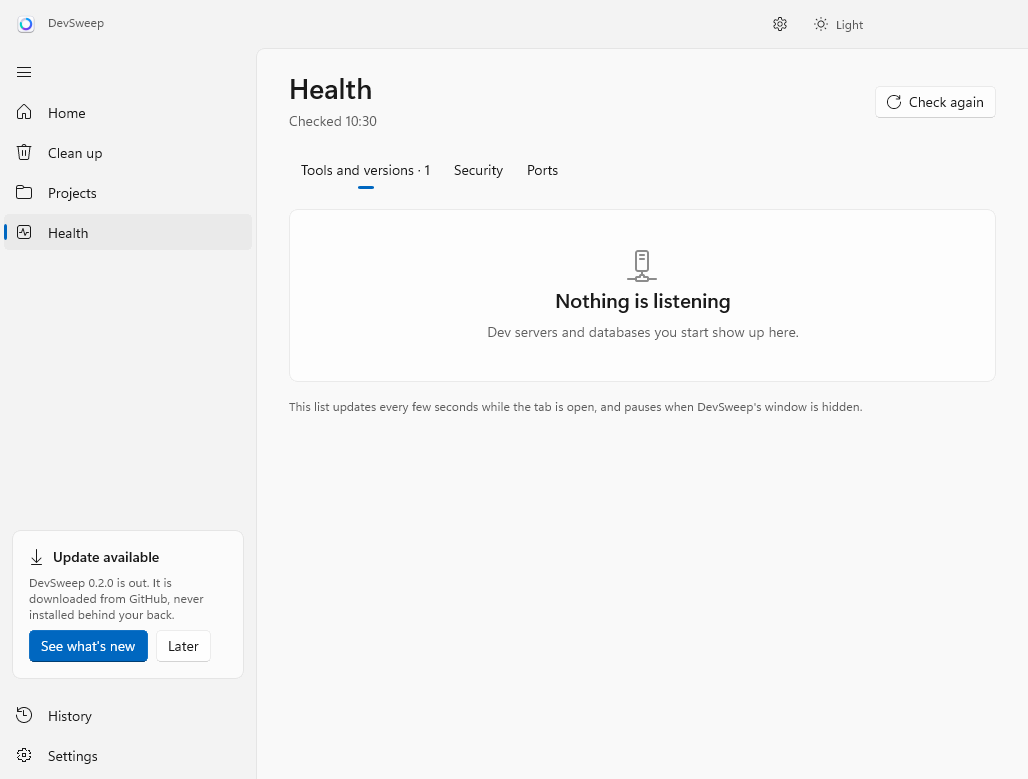 DevSweep
Light
Home
Clean up
Projects
Health
Health
Checked 10:30
Check again
Tools and versions · 1
Security
Ports
Nothing is listening
Dev servers and databases you start show up here.
This list updates every few seconds while the tab is open, and pauses when DevSweep's window is hidden.
Update available
DevSweep 0.2.0 is out. It is
downloaded from GitHub, never
installed behind your back.
See what's new
Later
History
Settings